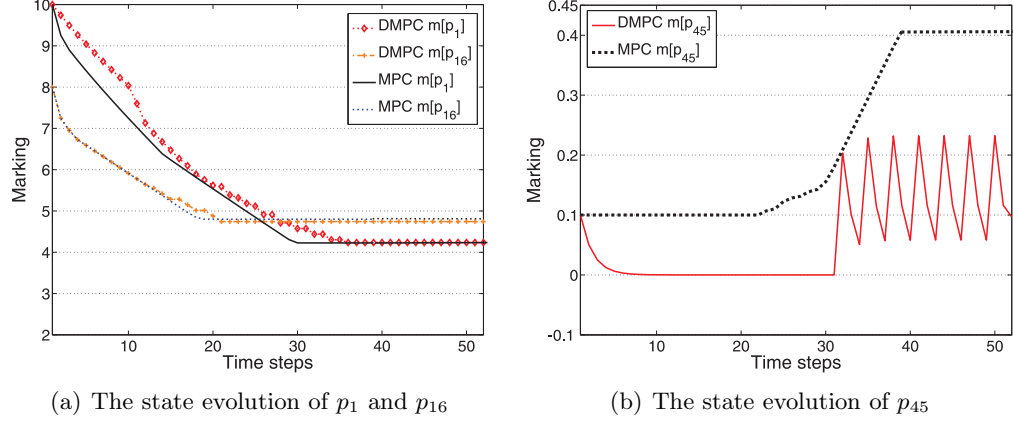 10
9
8
7
6
5
4
3
2
Marking
10
20
30
40
50
Time steps
DMPC m[p1]
DMPC m[p16]
MPC m[p1]
MPC m[p16]
(a) The state evolution of p1 and p16
0.45
0.4
0.3
0.2
0.1
0
-0.1
Marking
10
20
30
40
50
Time steps
DMPC m[p45]
MPC m[p45]
(b) The state evolution of p45